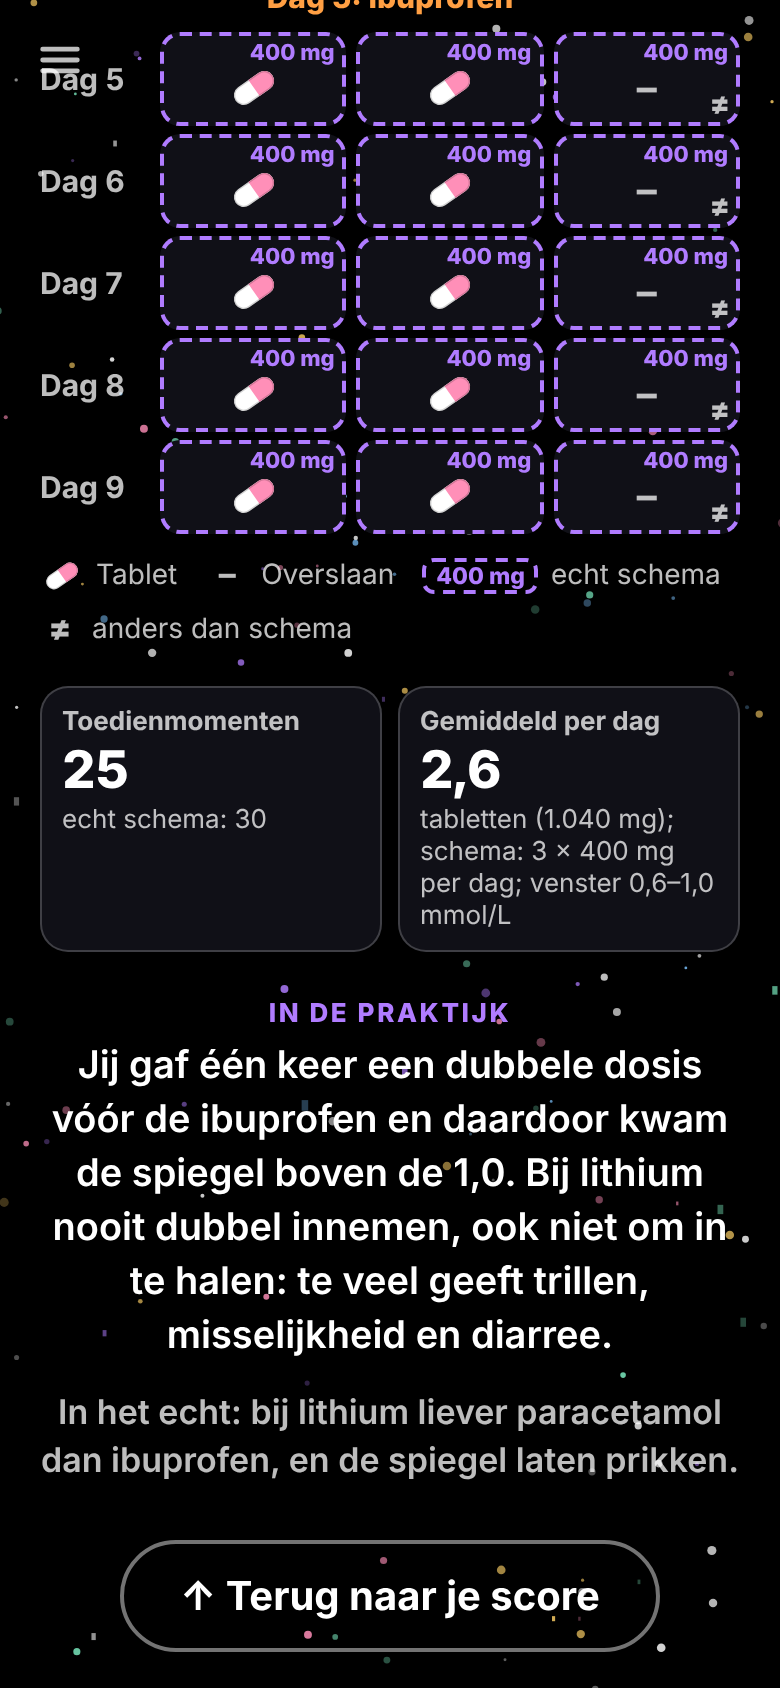 Dag 5: Ibuprofen
Dag 5 400 mg 400 mg – 400 mg ≠
Dag 6 400 mg 400 mg – 400 mg ≠
Dag 7 400 mg 400 mg – 400 mg ≠
Dag 8 400 mg 400 mg – 400 mg ≠
Dag 9 400 mg 400 mg – 400 mg ≠
Tablet – Overslaan 400 mg echt schema
≠ anders dan schema
Toedienmomenten
25
echt schema: 30
Gemiddeld per dag
2,6
tabletten (1.040 mg);
schema: 3 × 400 mg
per dag; venster 0,6–1,0
mmol/L
IN DE PRAKTIJK
Jij gaf één keer een dubbele dosis
vóór de ibuprofen en daardoor kwam
de spiegel boven de 1,0. Bij lithium
nooit dubbel innemen, ook niet om in
te halen: te veel geeft trillen,
misselijkheid en diarree.
In het echt: bij lithium liever paracetamol
dan ibuprofen, en de spiegel laten prikken.
↑ Terug naar je score